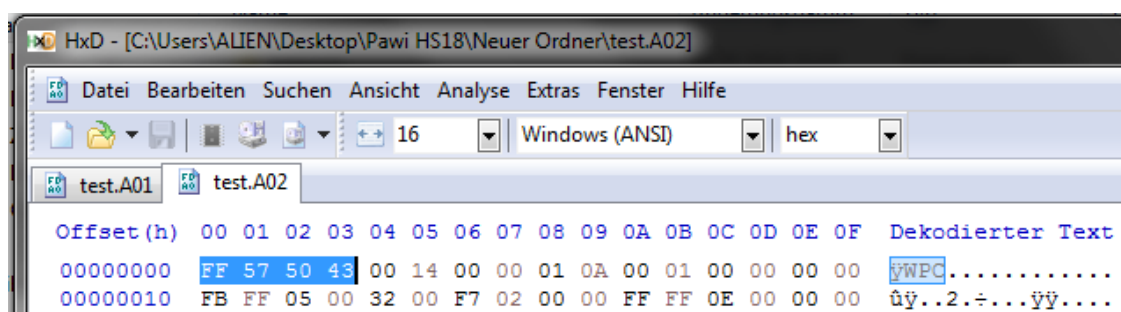 HxD - [C:\Users\ALIEN\Desktop\Pawi HS18\Neuer Ordner\test.A02]
Datei Bearbeiten Suchen Ansicht Analyse Extras Fenster Hilfe
16 Windows (ANSI) hex
test.A01 test.A02
Offset(h) 00 01 02 03 04 05 06 07 08 09 0A 0B 0C 0D 0E 0F Dekodierter Text
00000000 FF 57 50 43 00 14 00 00 01 0A 00 01 00 00 00 00 ÿWPC............
00000010 FB FF 05 00 32 00 F7 02 00 00 FF FF 0E 00 00 00 ûÿ..2.÷...ÿÿ....